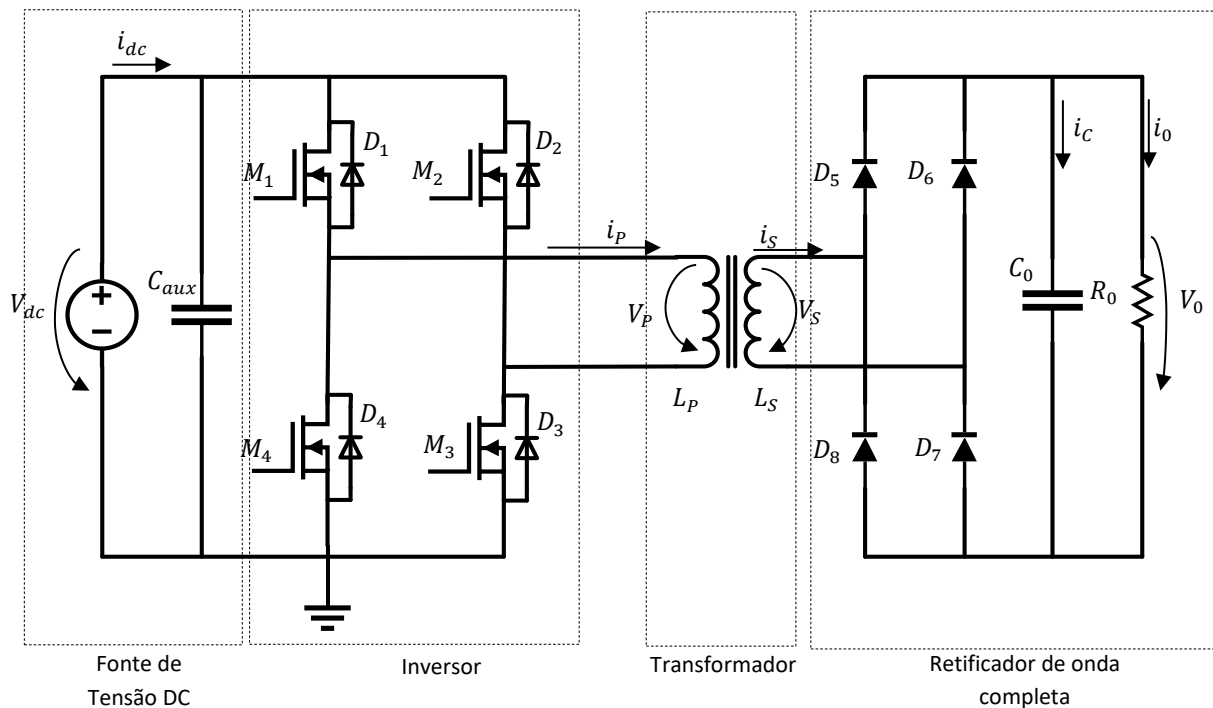 i_dc
D_1
D_2
M_1
M_2
i_C
i_0
D_5
D_6
i_P
i_S
V_dc
C_aux
V_P
V_S
C_0
R_0
V_0
L_P
L_S
D_4
D_3
M_4
M_3
D_8
D_7
Fonte de
Tensão DC
Inversor
Transformador
Retificador de onda
completa